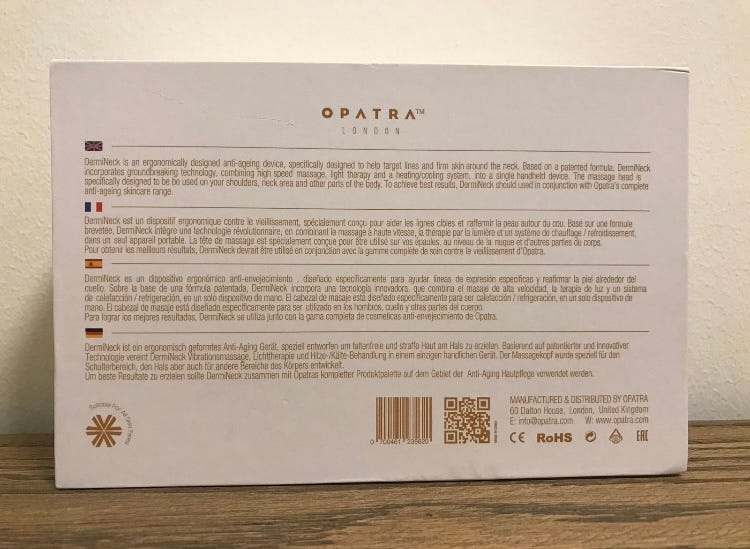 OPATRA™
LONDON
DermiNeck is an ergonomically designed anti-ageing device, specifically designed to help target lines and firm skin around the neck. Based on a patented formula, DermiNeck
incorporates groundbreaking technology, combining high speed massage, light therapy and a heating/cooling system, into a single handheld device. The massage head is
specifically designed to be used on your shoulders, neck area and other parts of the body. To achieve best results, DermiNeck should used in conjunction with Opatra's complete
anti-ageing skincare range.
DermiNeck est un dispositif ergonomique contre le vieillissement, spécialement conçu pour aider les lignes cibles et raffermir la peau autour du cou. Basé sur une formule
brevetée, DermiNeck intègre une technologie révolutionnaire, en combinant le massage à haute vitesse, la thérapie par la lumière et un système de chauffage / refroidissement,
dans un seul appareil portable. La tête de massage est spécialement conçue pour être utilisé sur vos épaules, au niveau de la nuque et d'autres parties du corps.
Pour obtenir les meilleurs résultats, DermiNeck devrait être utilisé en conjonction avec la gamme complète de soin contre le vieillissement d'Opatra.
DermiNeck es un dispositivo ergonómico anti-envejecimiento , diseñado específicamente para ayudar líneas de expresión específicas y reafirmar la piel alrededor del
cuello. Sobre la base de una fórmula patentada, DermiNeck incorpora una tecnología innovadora, que combina el masaje de alta velocidad, la terapia de luz y un sistema
de calefacción / refrigeración, en un solo dispositivo de mano. El cabezal de masaje está diseñado específicamente para ser calefacción / refrigeración, en un solo dispositivo de
mano. El cabezal de masaje está diseñado específicamente para ser utilizado en los hombros, cuello y otras partes del cuerpo.
Para lograr los mejores resultados, DermiNeck se utiliza junto con la gama completa de cosmeticas anti-envejecimiento de Opatra.
DermiNeck ist ein ergonomisch geformtes Anti-Aging Gerät, speziell entworfen um faltenfreie und straffe Haut am Hals zu erzielen. Basierend auf patentierter und innovativer
Technologie vereint DermiNeck Vibrationsmassage, Lichttherapie und Hitze-/Kälte-Behandlung in einem einzigen handlichen Gerät. Der Massagekopf wurde speziell für den
Schulterbereich, den Hals aber auch für andere Bereiche des Körpers entwickelt.
Um beste Resultate zu erzielen sollte DermiNeck zusammen mit Opatras kompletter Produktpalette auf dem Gebiet der Anti-Aging Hautpflege verwendet werden.
Suitable For All Skin Types
0 700461 235620
MADE IN CHINA
MANUFACTURED & DISTRIBUTED BY OPATRA
60 Dalton House, London, United Kingdom
E: info@opatra.com W: www.opatra.com
CE RoHS EAC